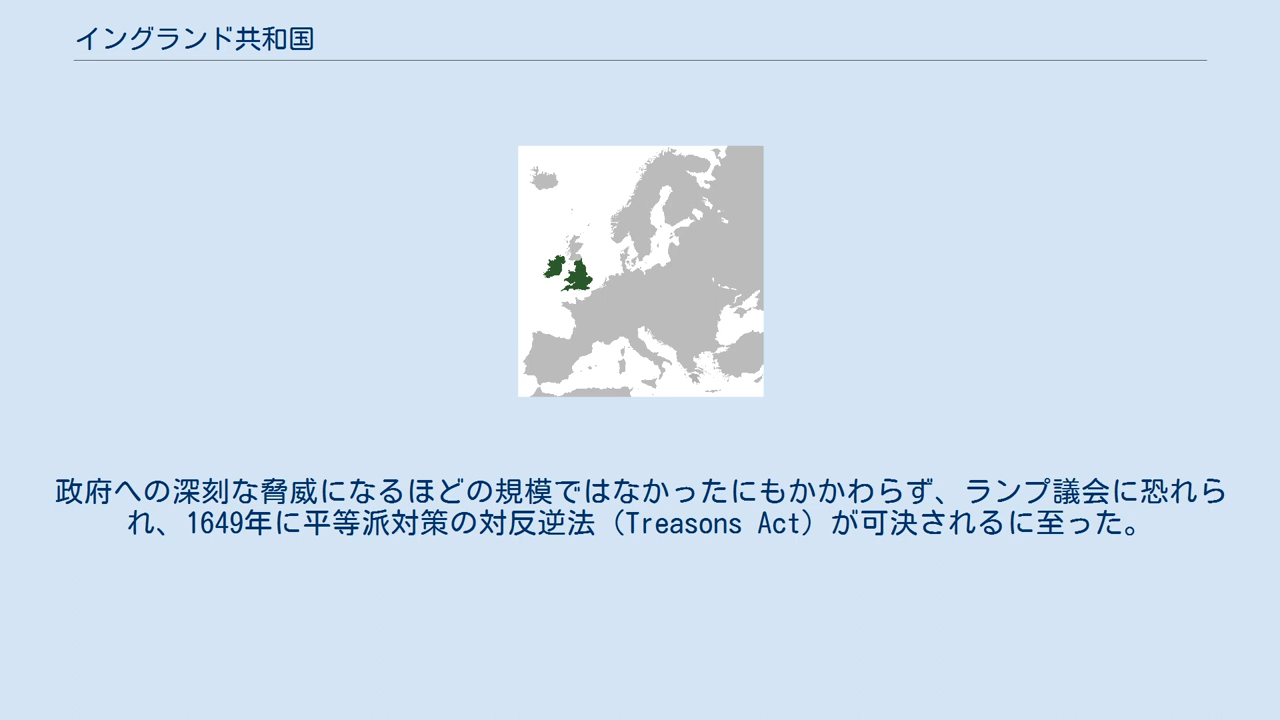 イングランド共和国
政府への深刻な脅威になるほどの規模ではなかったにもかかわらず、ランプ議会に恐れら
れ、1649年に平等派対策の対反逆法（Treasons Act）が可決されるに至った。